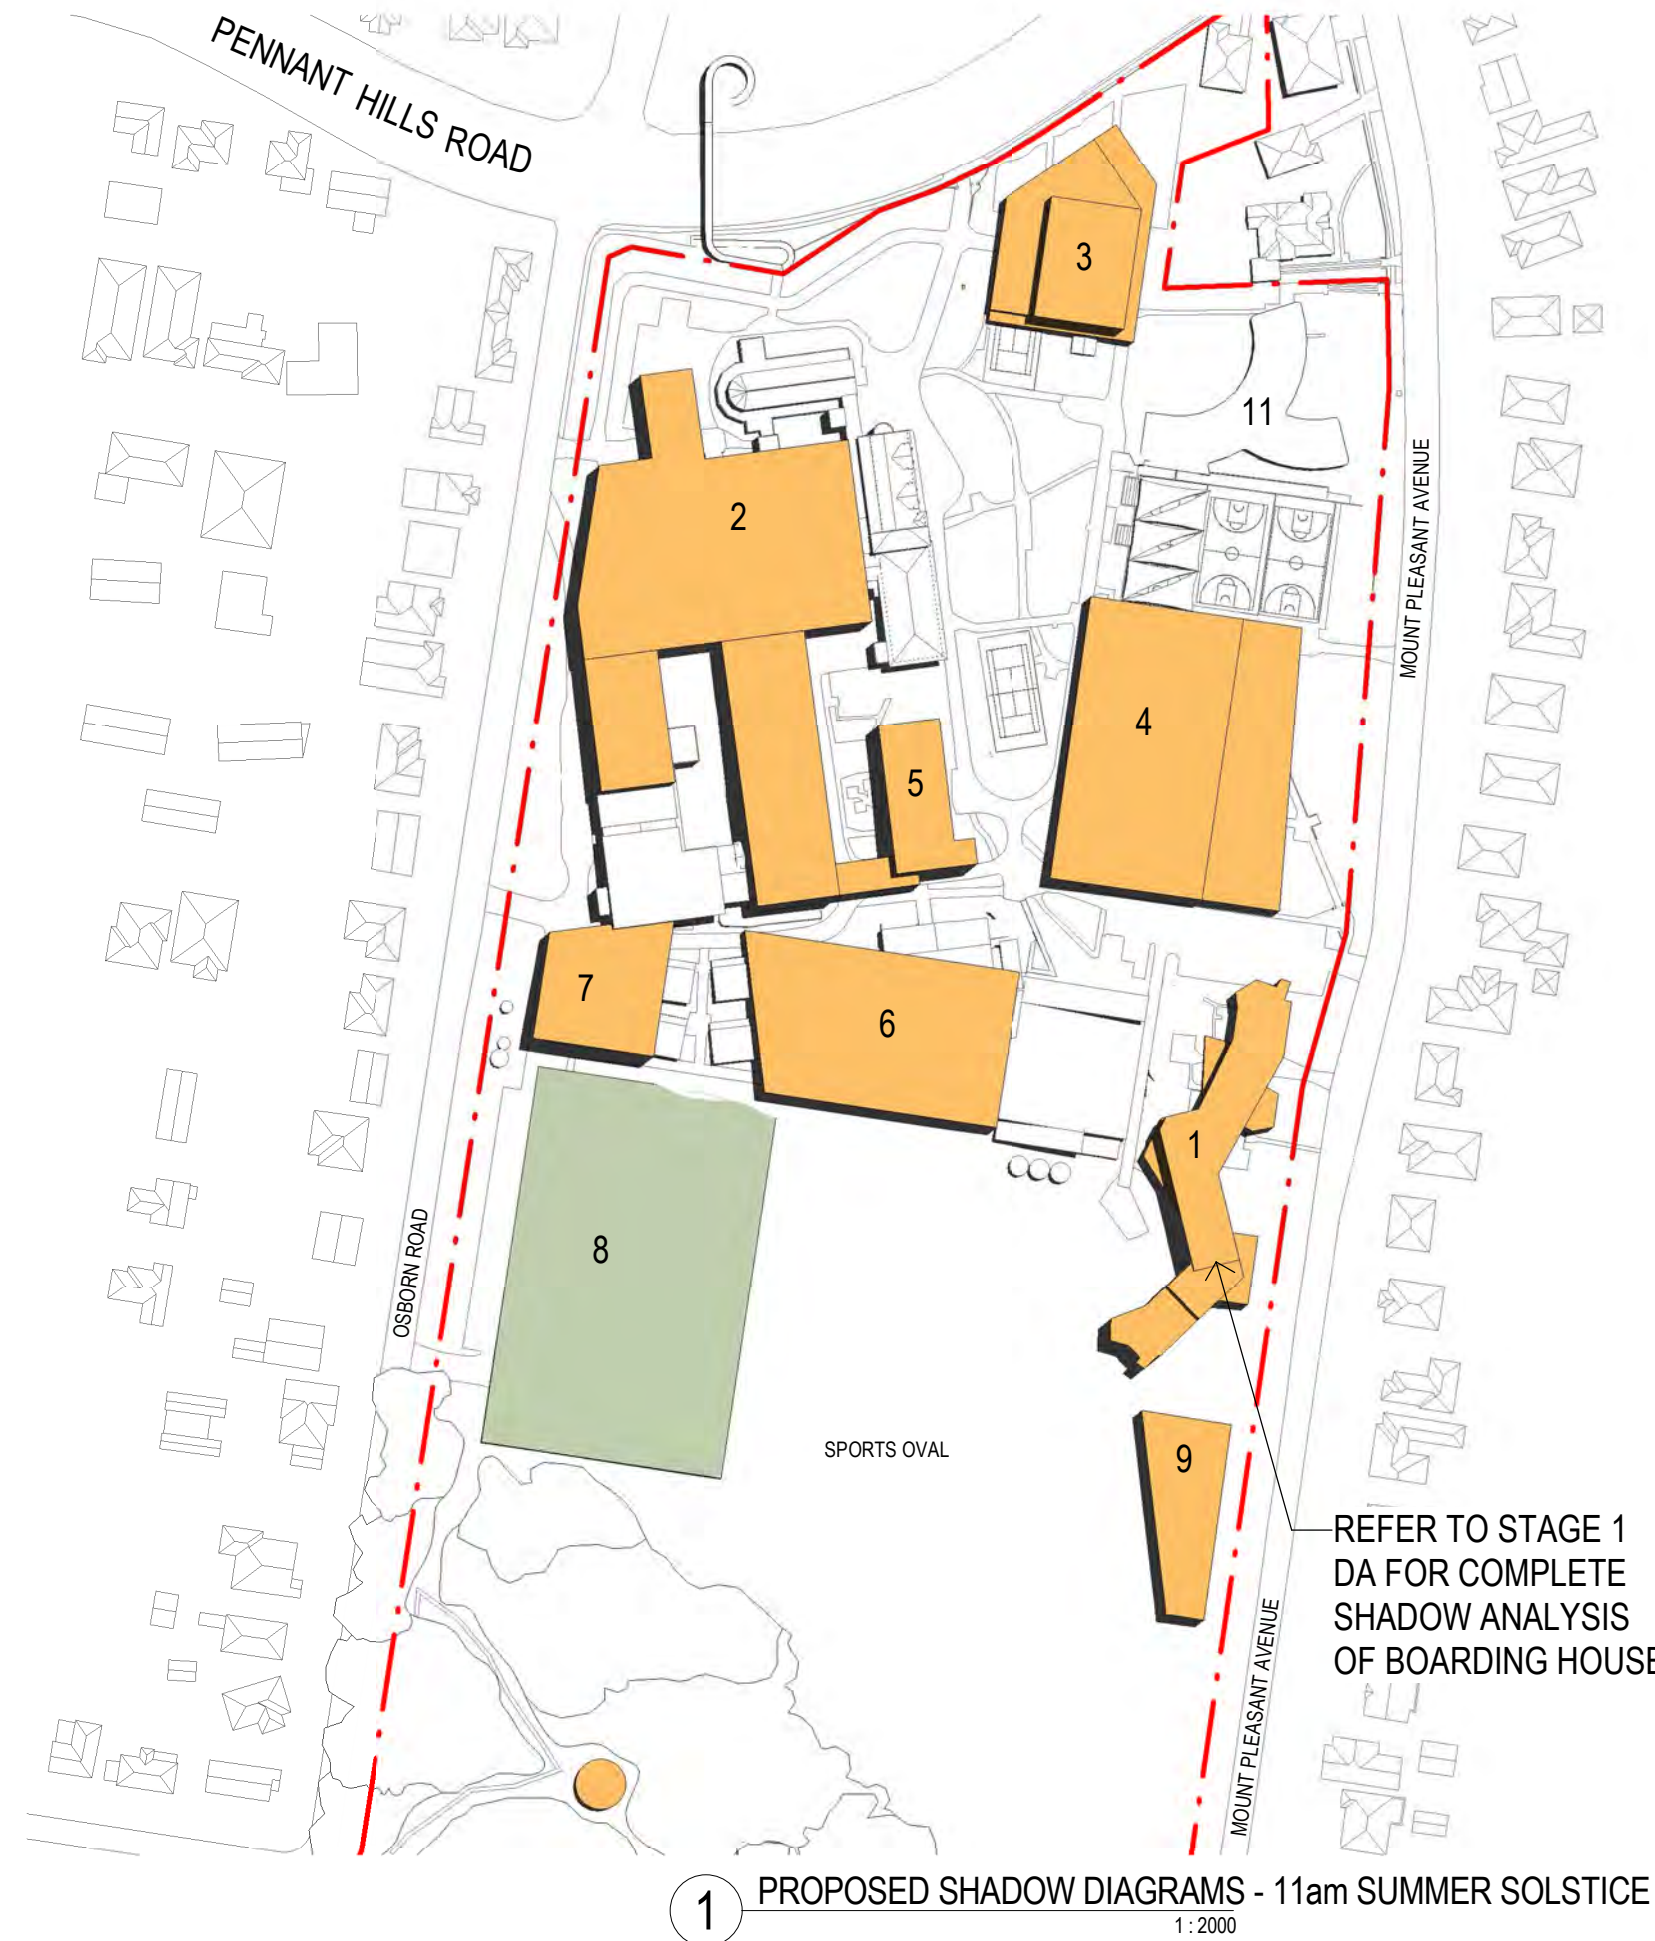 PENNANT HILLS ROAD
3
11
2
MOUNT PLEASANT AVENUE
4
5
7
6
1
8
OSBORN ROAD
SPORTS OVAL
9
REFER TO STAGE 1
DA FOR COMPLETE
SHADOW ANALYSIS
OF BOARDING HOUSE
MOUNT PLEASANT AVENUE
1 PROPOSED SHADOW DIAGRAMS - 11am SUMMER SOLSTICE
1 : 2000